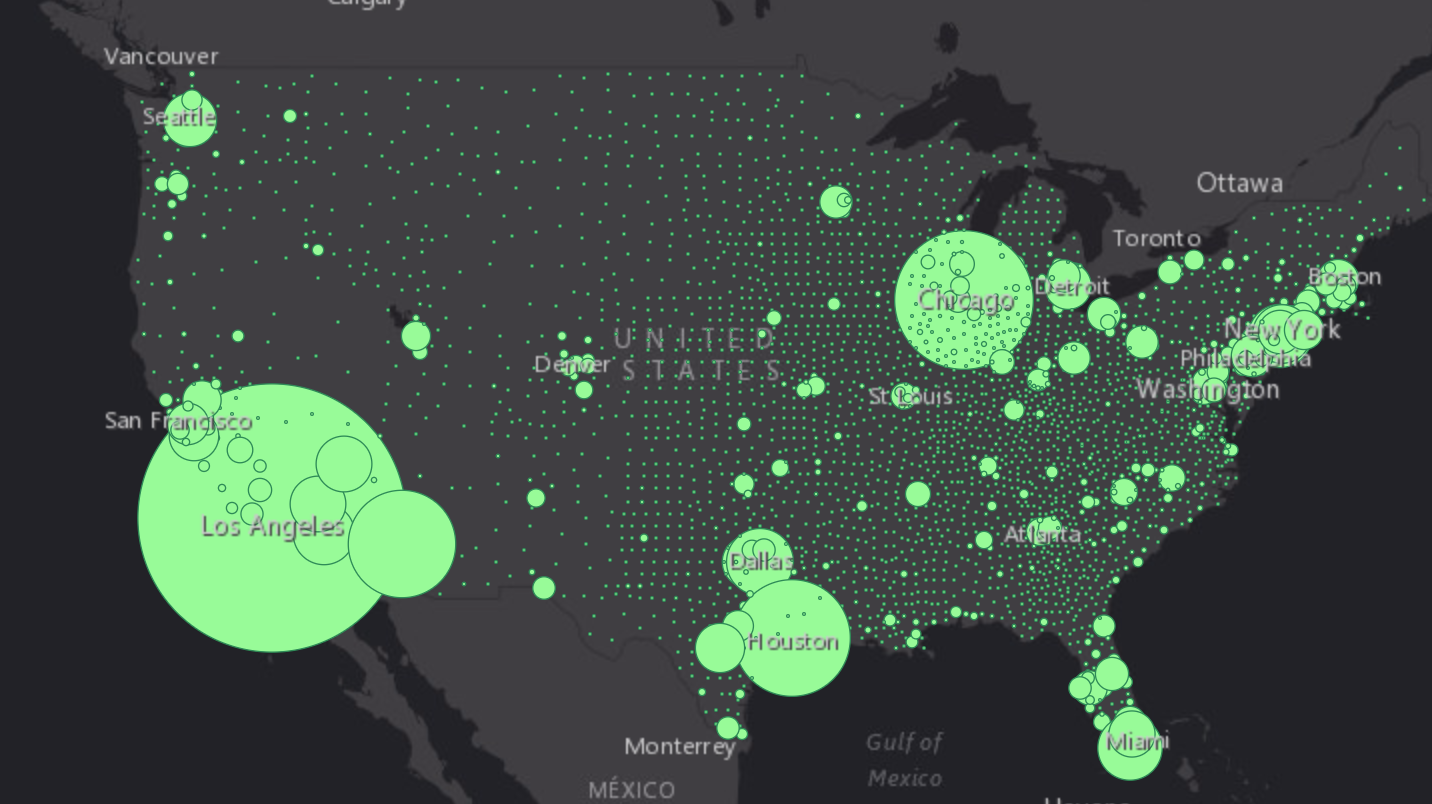 Calgary
Vancouver
Seattle
Ottawa
Toronto
Boston
Detroit
Chicago
New York
UNITED
STATES
Denver
Philadelphia
Washington
St. Louis
San Francisco
Los Angeles
Atlanta
Dallas
Houston
Miami
Monterrey
Gulf of
Mexico
MÉXICO